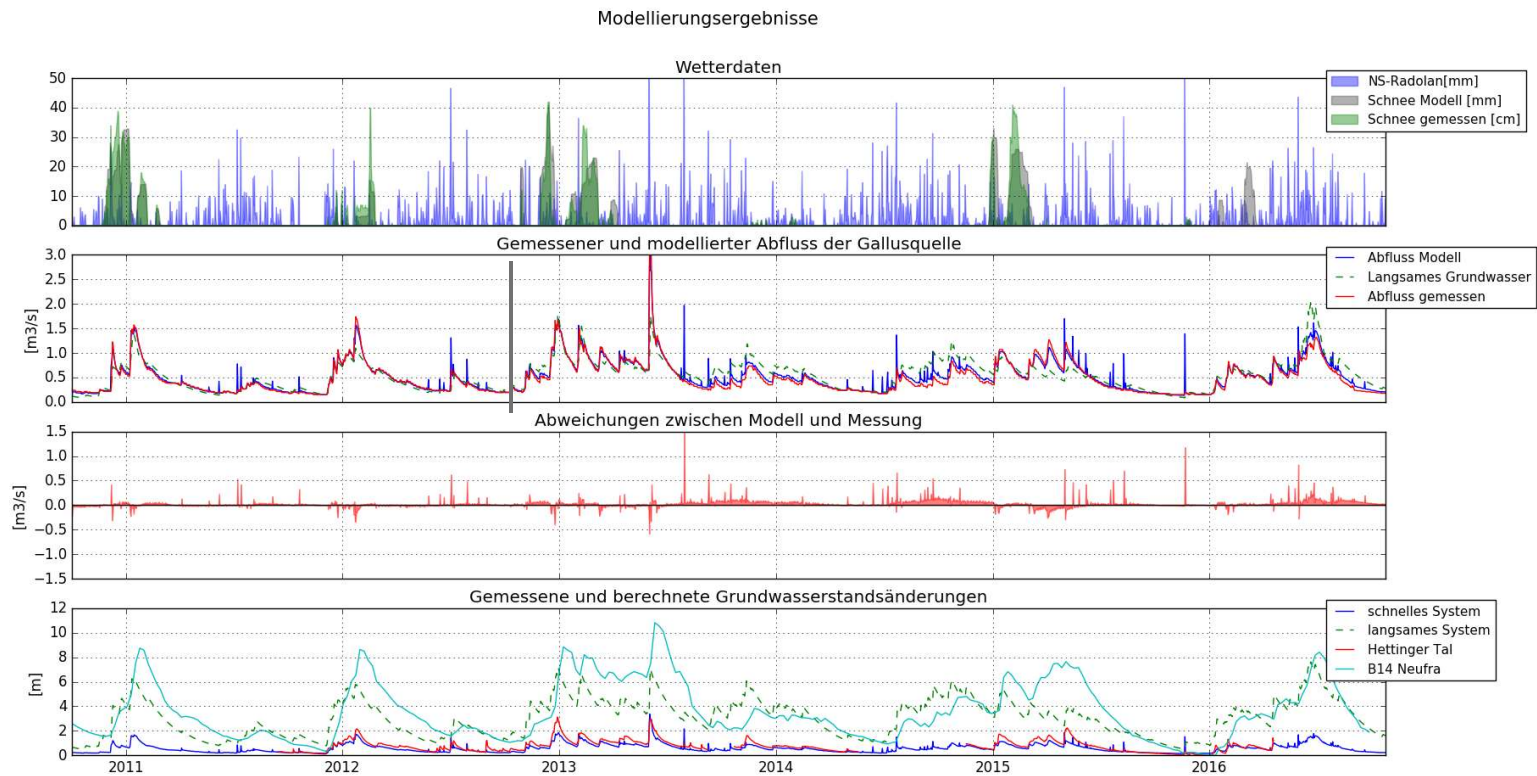 Modellierungsergebnisse
Wetterdaten
50
40
30
20
10
0
NS-Radolan[mm]
Schnee Modell [mm]
Schnee gemessen [cm]
Gemessener und modellierter Abfluss der Gallusquelle
[m3/s]
3.0
2.5
2.0
1.5
1.0
0.5
0.0
Abfluss Modell
Langsames Grundwasser
Abfluss gemessen
Abweichungen zwischen Modell und Messung
[m3/s]
1.5
1.0
0.5
0.0
−0.5
−1.0
−1.5
Gemessene und berechnete Grundwasserstandsänderungen
[m]
12
10
8
6
4
2
0
schnelles System
langsames System
Hettinger Tal
B14 Neufra
2011 2012 2013 2014 2015 2016